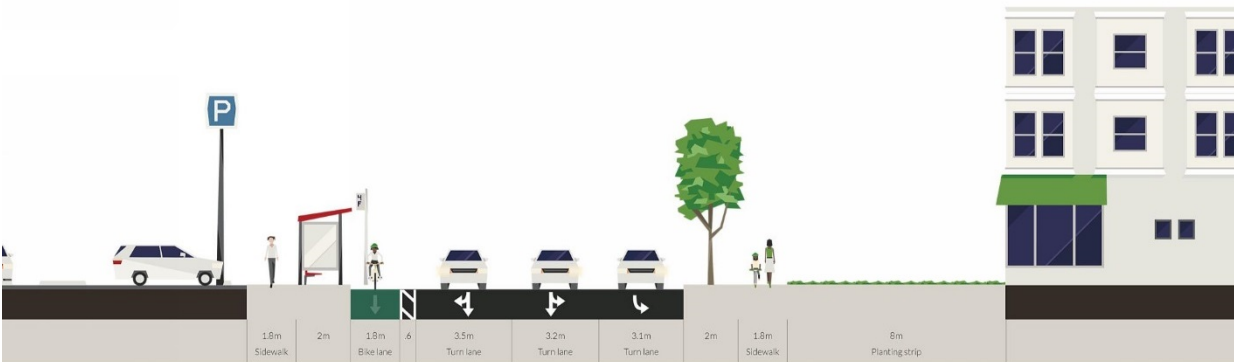 P
1.8m
Sidewalk
2m
1.8m
Bike lane
.6
3.5m
Turn lane
3.2m
Turn lane
3.1m
Turn lane
2m
1.8m
Sidewalk
8m
Planting strip